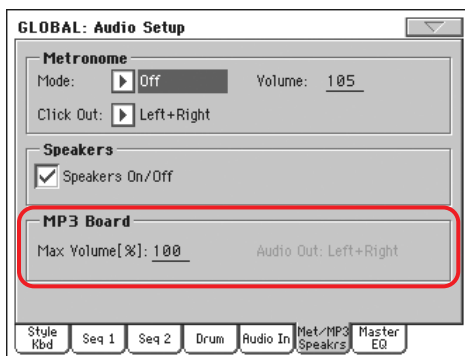 GLOBAL: Audio Setup
Metronome
Mode: Off Volume: 105
Click Out: Left+Right
Speakers
Speakers On/Off
MP3 Board
Max Volume[%]: 100 Audio Out: Left+Right
Style Kbd Seq 1 Seq 2 Drum Audio In Met/MP3 Speakrs Master EQ